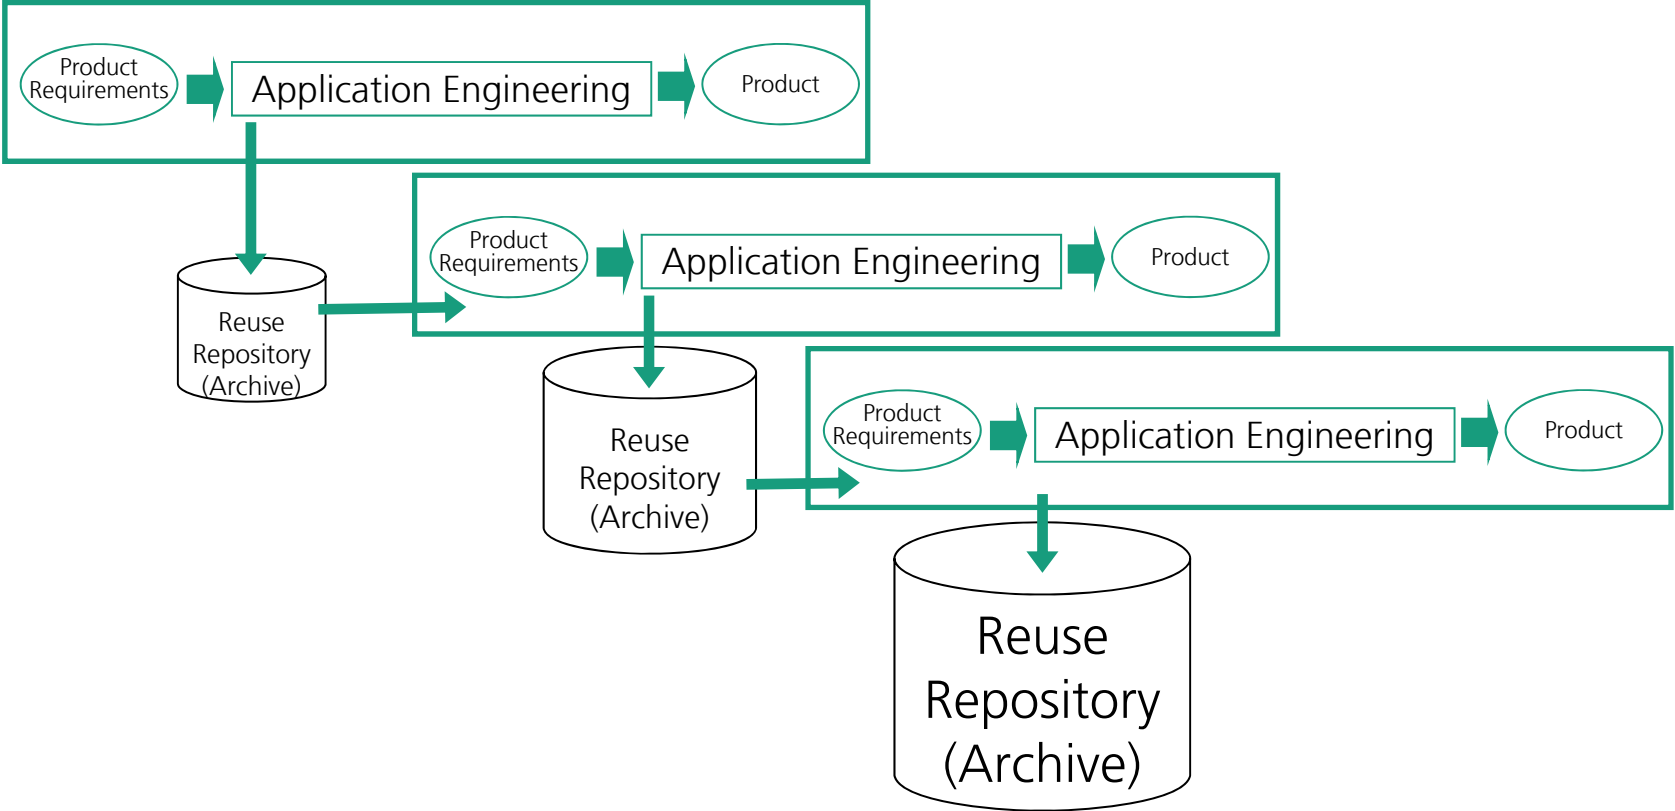 Product
Requirements
Application Engineering
Product
Product
Requirements
Application Engineering
Product
Reuse
Repository
(Archive)
Product
Requirements
Application Engineering
Product
Reuse
Repository
(Archive)
Reuse
Repository
(Archive)